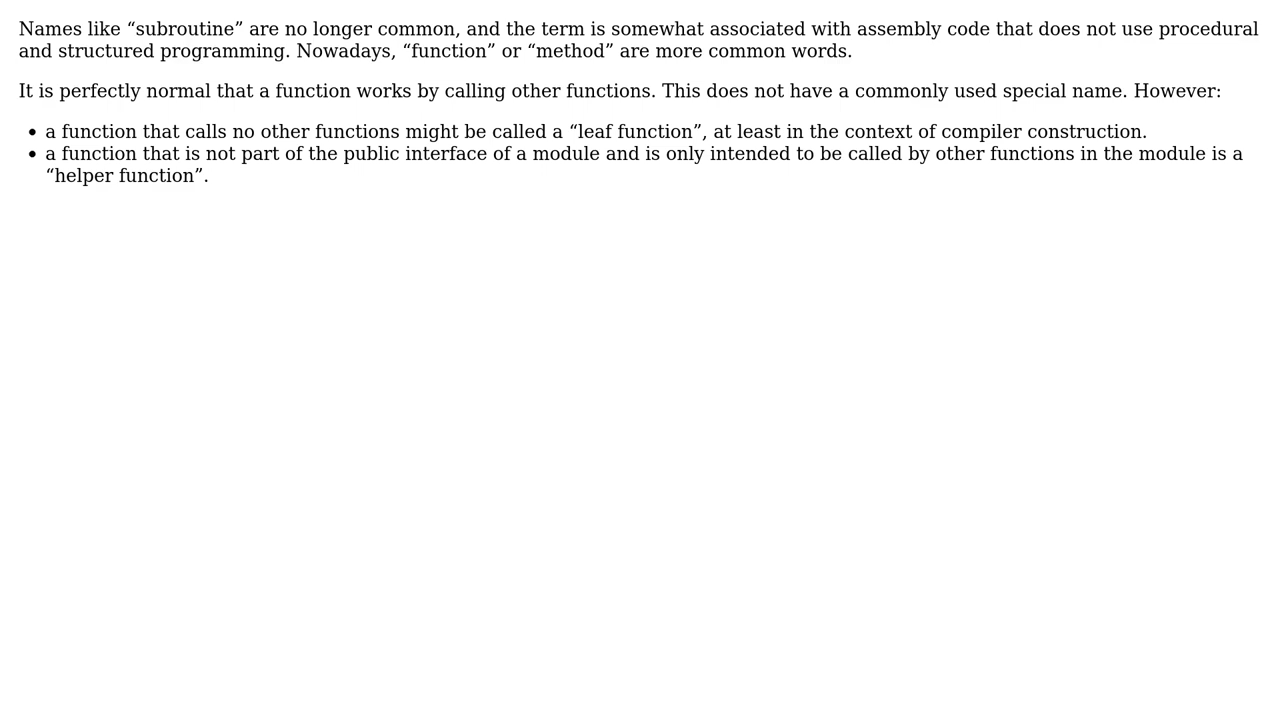 Names like “subroutine” are no longer common, and the term is somewhat associated with assembly code that does not use procedural
and structured programming. Nowadays, “function” or “method” are more common words.
It is perfectly normal that a function works by calling other functions. This does not have a commonly used special name. However:
• a function that calls no other functions might be called a “leaf function”, at least in the context of compiler construction.
• a function that is not part of the public interface of a module and is only intended to be called by other functions in the module is a
“helper function”.